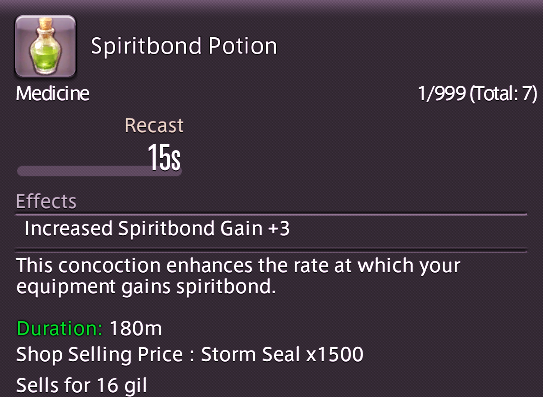 Spiritbond Potion
Medicine 1/999 (Total: 7)
Recast
15s
Effects
Increased Spiritbond Gain +3
This concoction enhances the rate at which your
equipment gains spiritbond.
Duration: 180m
Shop Selling Price : Storm Seal x1500
Sells for 16 gil